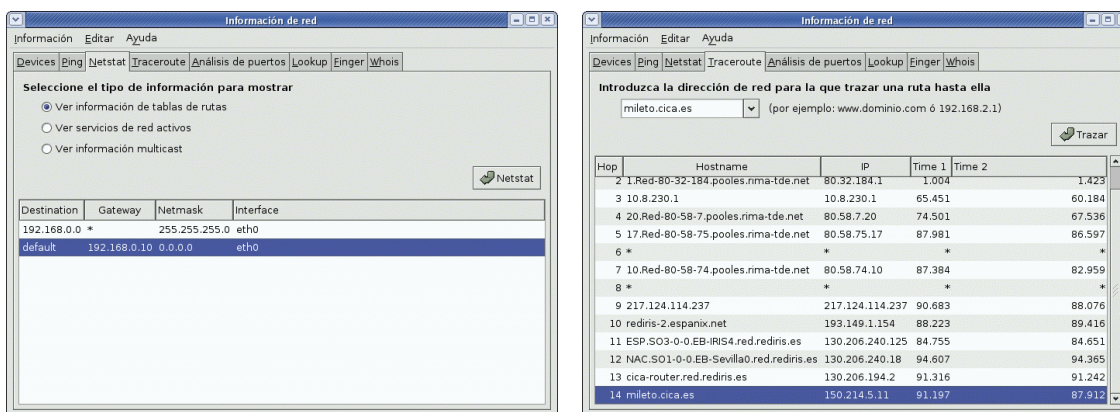 Información de red
Información Editar Ayuda
Devices Ping Netstat Traceroute Análisis de puertos Lookup Finger Whois
Seleccione el tipo de información para mostrar
Ver información de tablas de rutas
Ver servicios de red activos
Ver información multicast
Netstat
Destination Gateway Netmask Interface
192.168.0.0 * 255.255.255.0 eth0
default 192.168.0.10 0.0.0.0 eth0
Información de red
Información Editar Ayuda
Devices Ping Netstat Traceroute Análisis de puertos Lookup Finger Whois
Introduzca la dirección de red para la que trazar una ruta hasta ella
mileto.cica.es (por ejemplo: www.dominio.com ó 192.168.2.1)
Trazar
Hop Hostname IP Time 1 Time 2
2 1.Red-80-32-184.pooles.rima-tde.net 80.32.184.1 1.004 1.423
3 10.8.230.1 10.8.230.1 65.451 60.184
4 20.Red-80-58-7.pooles.rima-tde.net 80.58.7.20 74.501 67.536
5 17.Red-80-58-75.pooles.rima-tde.net 80.58.75.17 87.981 86.597
6 * * * *
7 10.Red-80-58-74.pooles.rima-tde.net 80.58.74.10 87.384 82.959
8 * * * *
9 217.124.114.237 217.124.114.237 90.683 88.076
10 rediris-2.espanix.net 193.149.1.154 88.223 89.416
11 ESP.SO3-0-0.EB-IRIS4.red.rediris.es 130.206.240.125 84.755 84.651
12 NAC.SO1-0-0.EB-Sevilla0.red.rediris.es 130.206.240.18 94.607 94.365
13 cica-router.red.rediris.es 130.206.194.2 91.316 91.242
14 mileto.cica.es 150.214.5.11 91.197 87.912